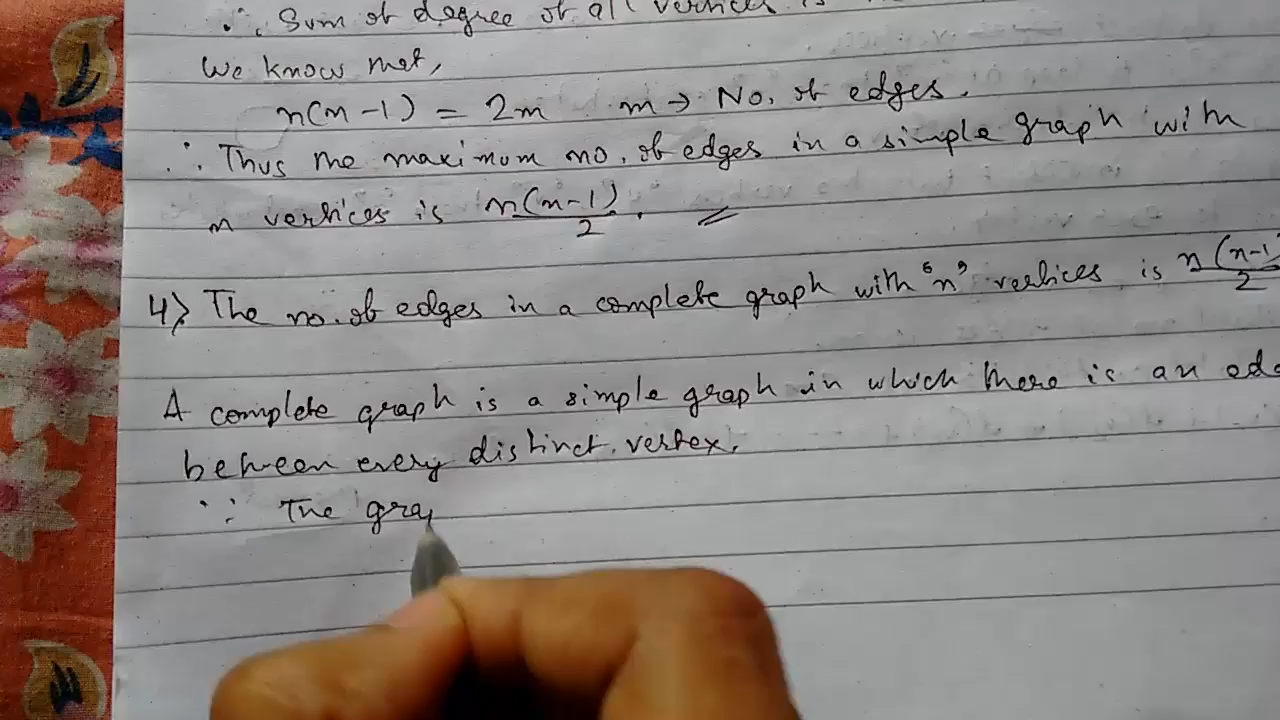 ∴ Sum of degree of all vertices is
We know that,
n(n-1) = 2m m → No. of edges.
∴ Thus the maximum no. of edges in a simple graph with
n vertices is n(n-1)/2.
4) The no. of edges in a complete graph with 'n' vertices is n(n-1)/2
A complete graph is a simple graph in which there is an edg
between every distinct vertex.
∵ The gra